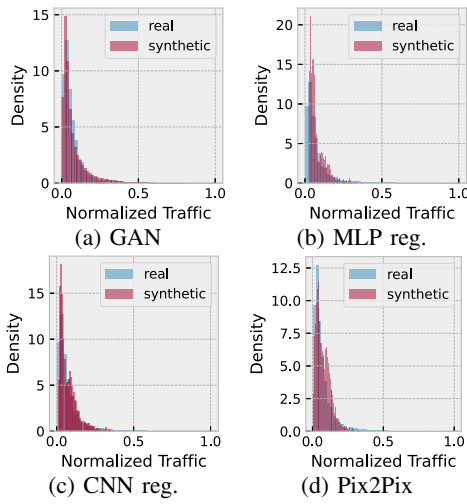 real
synthetic
15
10
5
0
Density
0.0 0.5 1.0
Normalized Traffic
(a) GAN
real
synthetic
20
15
10
5
0
Density
0.0 0.5 1.0
Normalized Traffic
(b) MLP reg.
real
synthetic
15
10
5
0
Density
0.0 0.5 1.0
Normalized Traffic
(c) CNN reg.
real
synthetic
12.5
10.0
7.5
5.0
2.5
0.0
Density
0.0 0.5 1.0
Normalized Traffic
(d) Pix2Pix